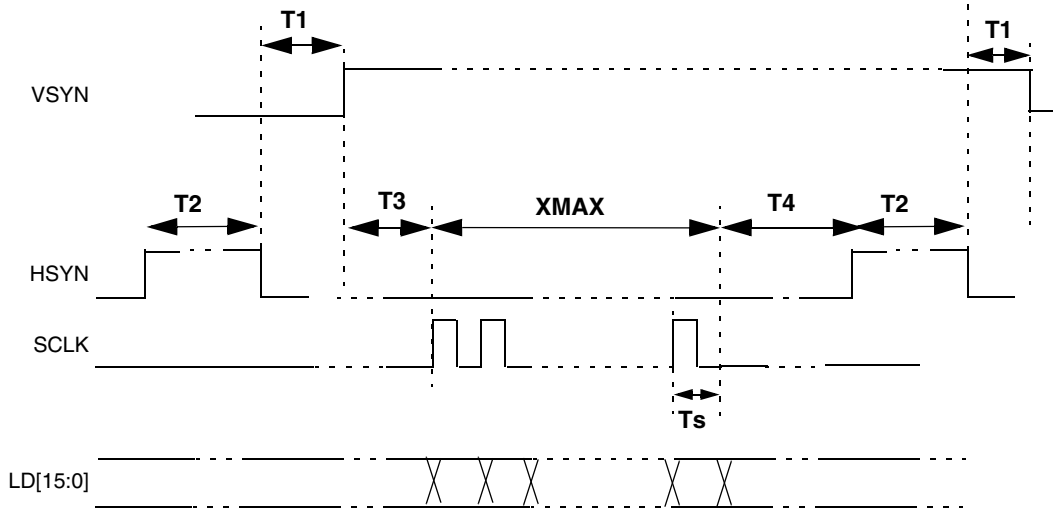 T1
T1
VSYN
T2
T3
XMAX
T4
T2
HSYN
SCLK
Ts
LD[15:0]